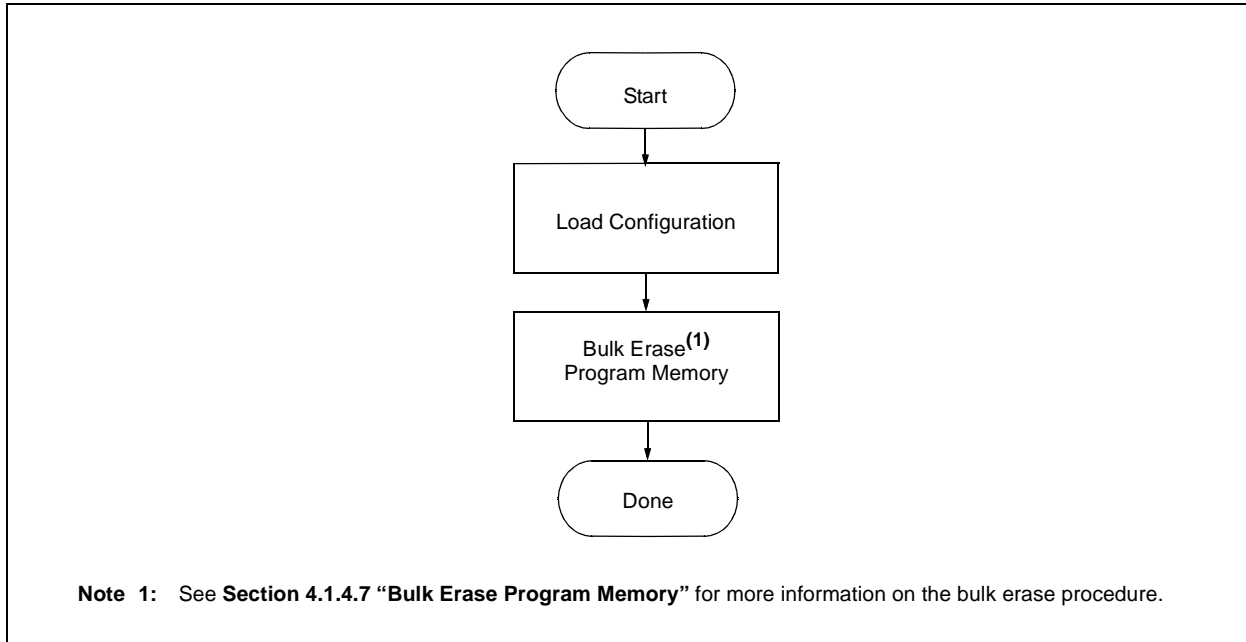 Start
Load Configuration
Bulk Erase(1)
Program Memory
Done
Note 1: See Section 4.1.4.7 “Bulk Erase Program Memory” for more information on the bulk erase procedure.